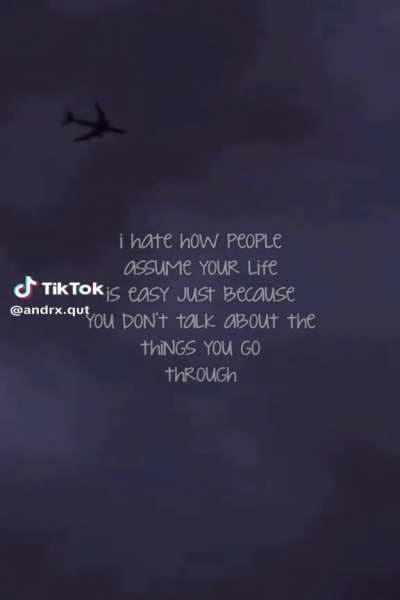 i hate how people
assume your life
is easy just because
you don't talk about the
things you go
through
TikTok
@andrx.qut